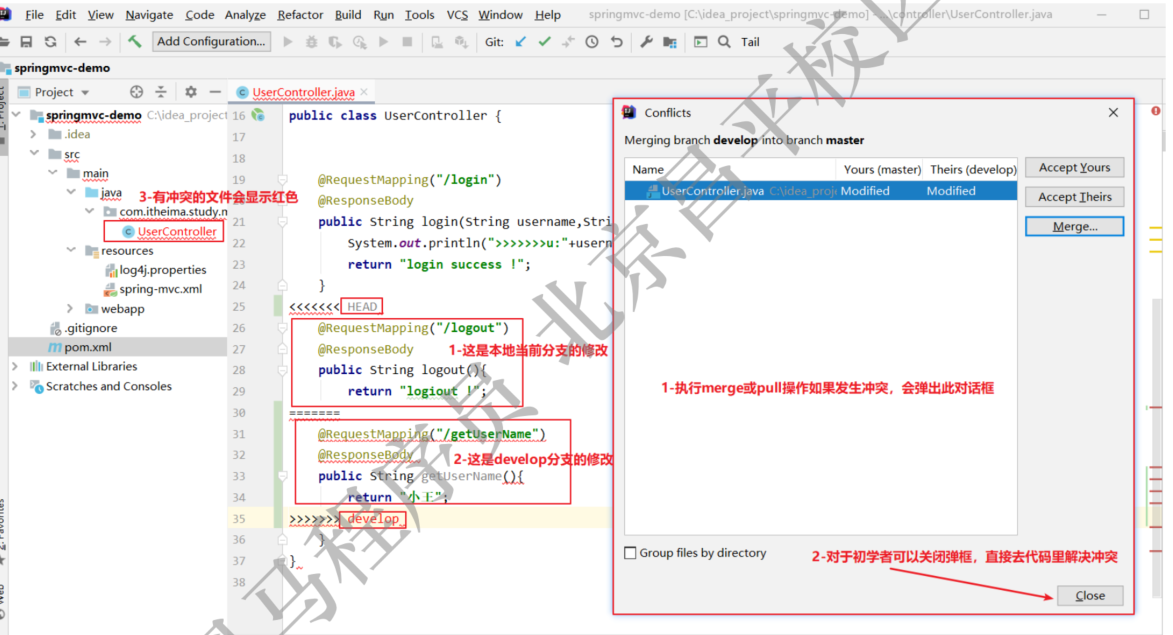 File Edit View Navigate Code Analyze Refactor Build Run Tools VCS Window Help springmvc-demo [C:\idea_project\springmvc-demo] - ...\controller\UserController.java
Add Configuration... Git: Tail
springmvc-demo
Project
UserController.java
springmvc-demo C:\idea_project
.idea
src
main
java
3-有冲突的文件会显示红色
com.itheima.study.m
UserController
resources
log4j.properties
spring-mvc.xml
webapp
.gitignore
pom.xml
External Libraries
Scratches and Consoles
16 public class UserController {
17
18
19 @RequestMapping("/login")
20 @ResponseBody
21 public String login(String username,Stri
22 System.out.println(">>>>>>>u:"+usern
23 return "login success !";
24 }
25 <<<<<<< HEAD
26 @RequestMapping("/logout")
27 @ResponseBody 1-这是本地当前分支的修改
28 public String logout(){
29 return "logiout !";
30 =======
31 @RequestMapping("/getUserName")
32 @ResponseBody 2-这是develop分支的修改
33 public String getUserName(){
34 return "小王";
35 >>>>>>> develop
36 }
37 }
38
Conflicts
Merging branch develop into branch master
Name Yours (master) Theirs (develop)
UserController.java C:\idea_proje Modified Modified
Accept Yours
Accept Theirs
Merge...
1-执行merge或pull操作如果发生冲突，会弹出此对话框
Group files by directory
2-对于初学者可以关闭弹框，直接去代码里解决冲突
Close
马程序员 北京昌平校区